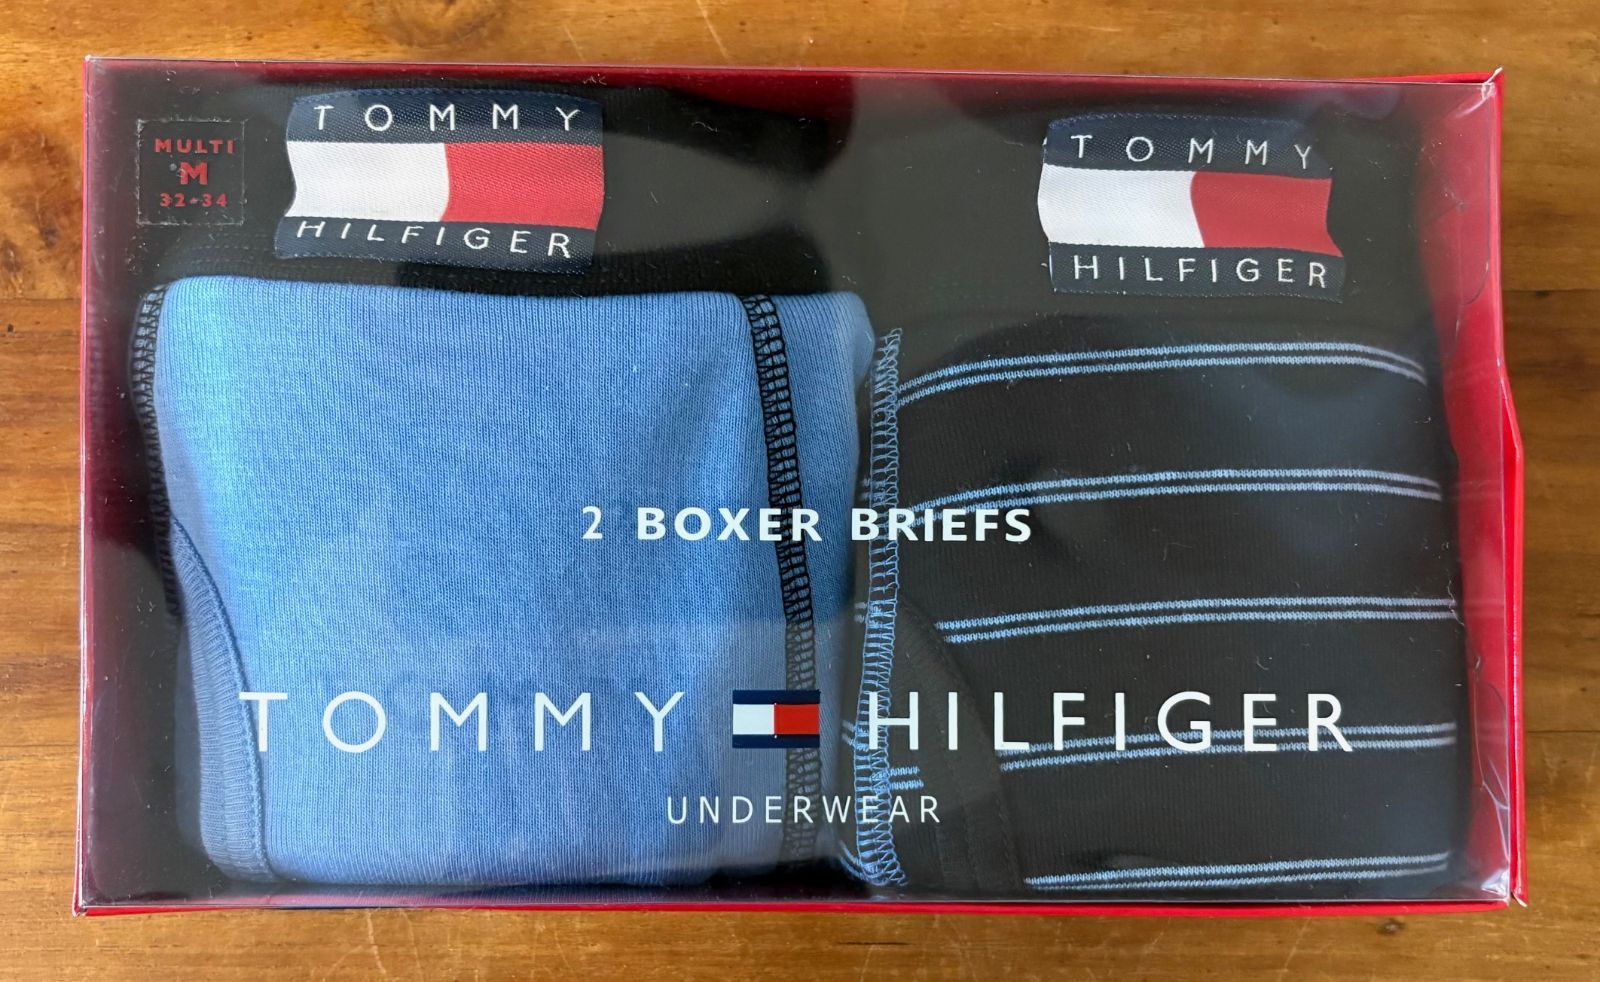 MULTI
M
32-34
TOMMY
HILFIGER
TOMMY
HILFIGER
2 BOXER BRIEFS
TOMMY HILFIGER
UNDERWEAR